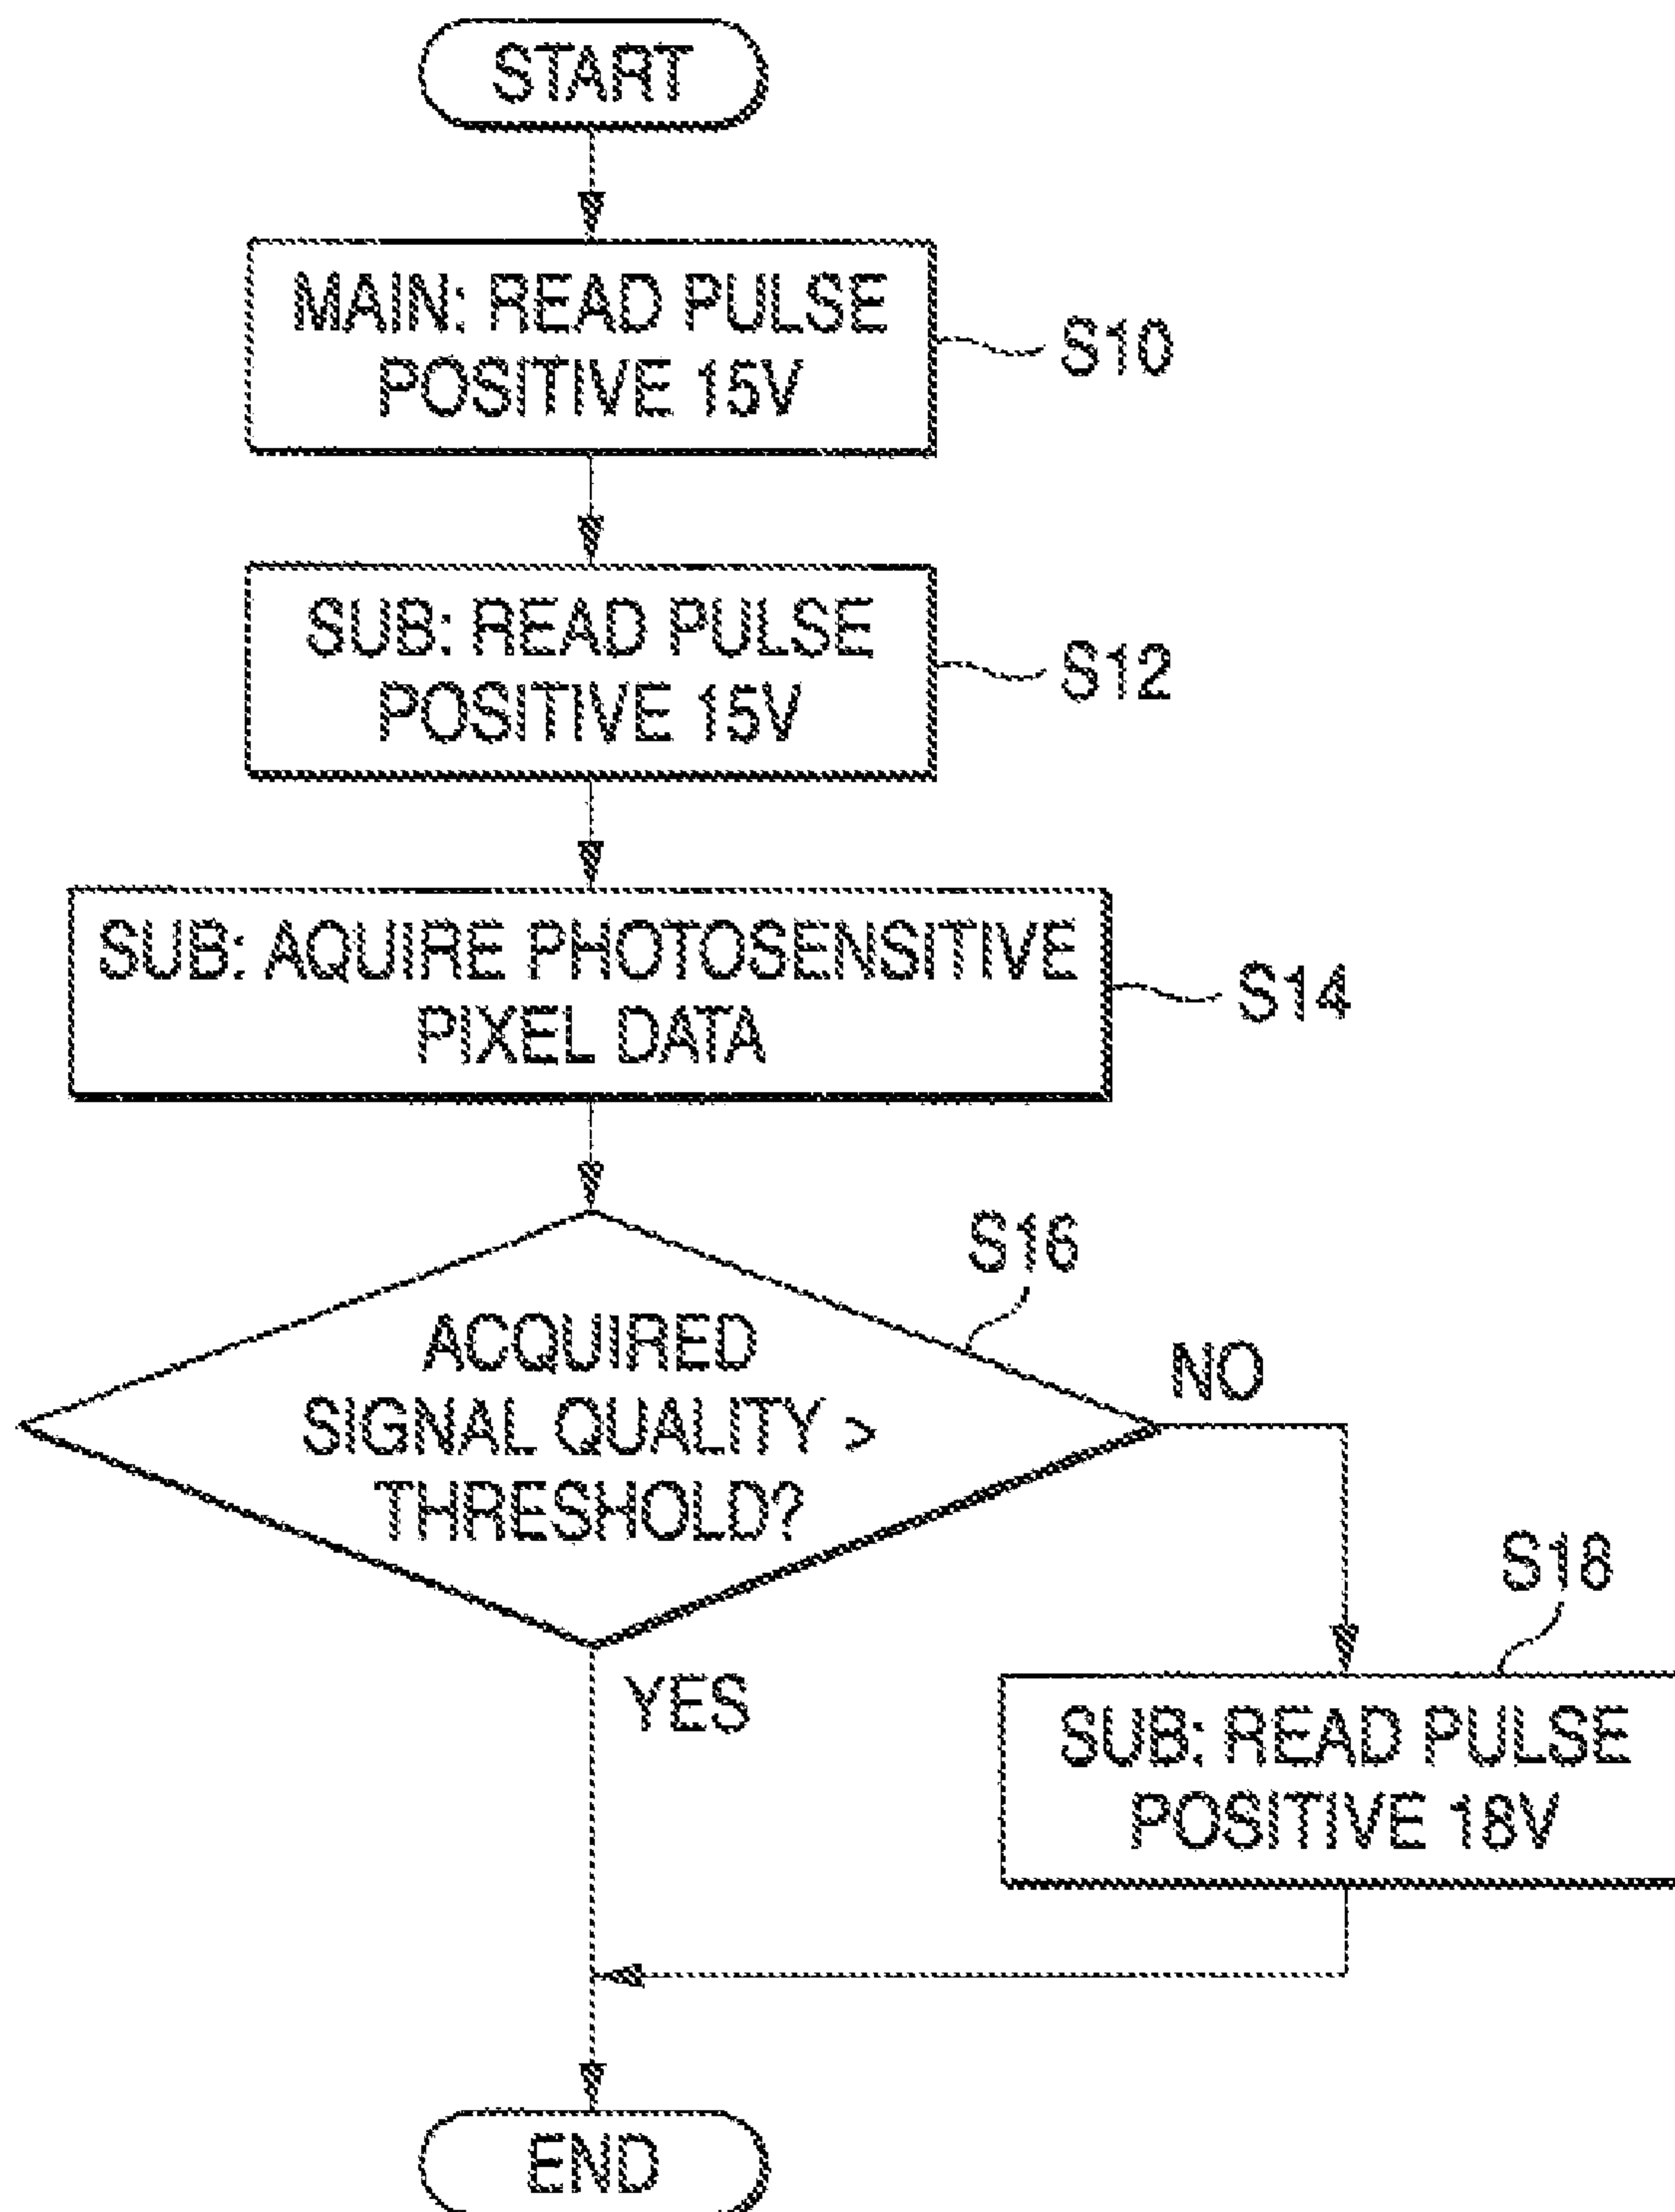 START
MAIN: READ PULSE
POSITIVE 15V
S10
SUB: READ PULSE
POSITIVE 15V
S12
SUB: AQUIRE PHOTOSENSITIVE
PIXEL DATA
S14
S16
ACQUIRED
SIGNAL QUALITY >
THRESHOLD?
NO
YES
S18
SUB: READ PULSE
POSITIVE 18V
END